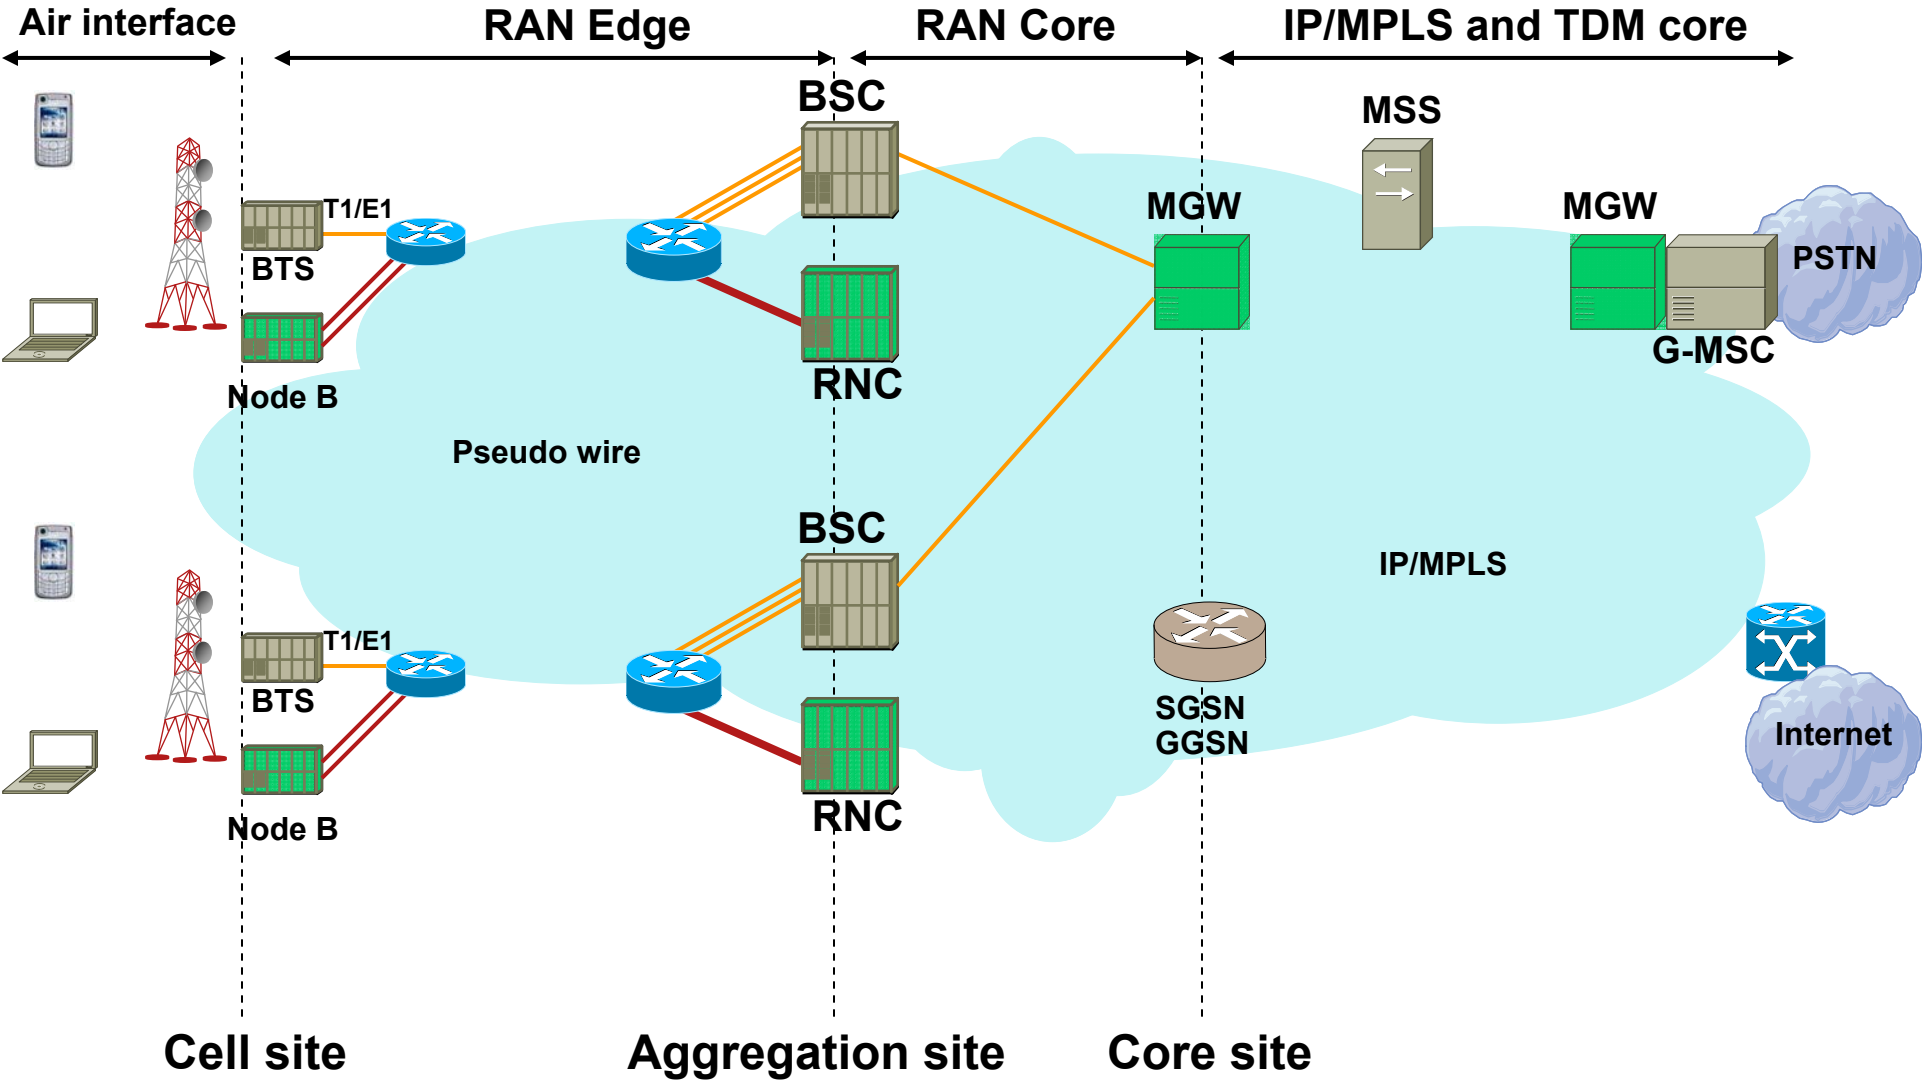 Air interface
RAN Edge
RAN Core
IP/MPLS and TDM core
BSC
MSS
T1/E1
MGW
MGW
BTS
PSTN
G-MSC
Node B
RNC
Pseudo wire
BSC
IP/MPLS
T1/E1
BTS
SGSN
GGSN
Internet
Node B
RNC
Cell site
Aggregation site
Core site